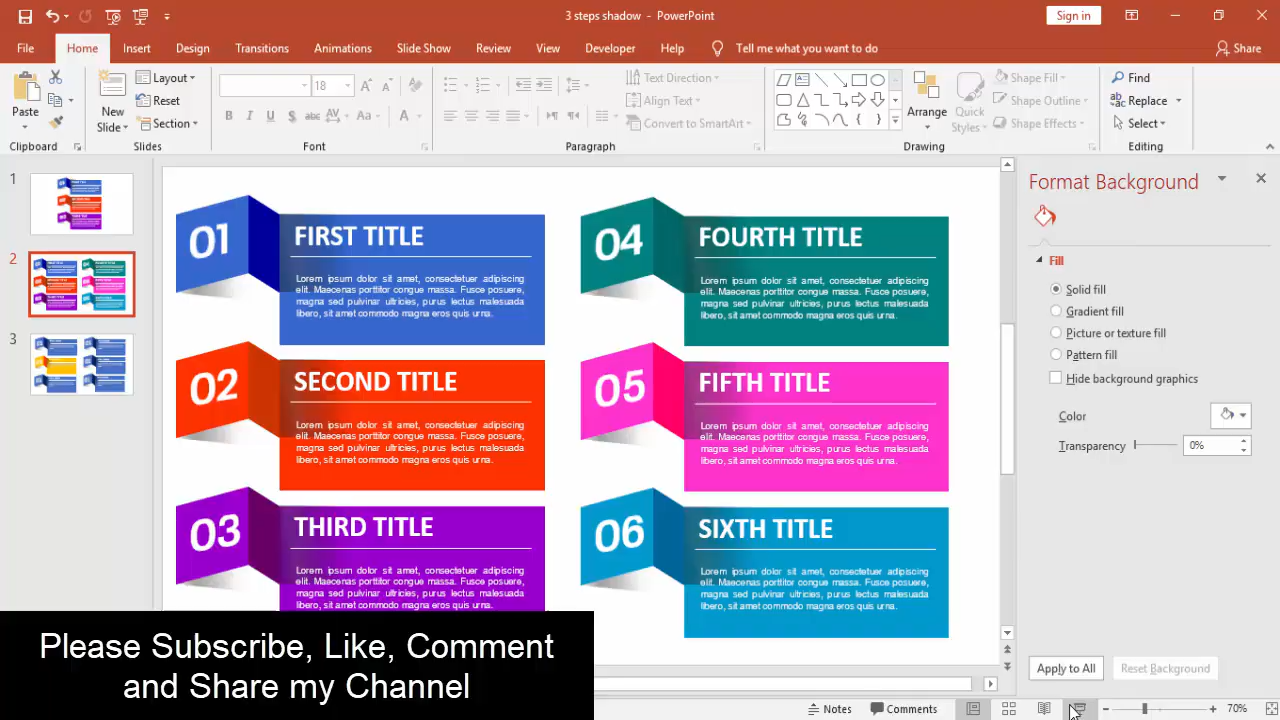 3 steps shadow - PowerPoint
Sign in
File Home Insert Design Transitions Animations Slide Show Review View Developer Help Tell me what you want to do Share
Paste
Clipboard
New Slide
Layout
Reset
Section
Slides
18
B I U S abc AV Aa A
Font
Text Direction
Align Text
Convert to SmartArt
Paragraph
Arrange
Quick Styles
Shape Fill
Shape Outline
Shape Effects
Drawing
Find
Replace
Select
Editing
1
2
3
01
FIRST TITLE
Lorem ipsum dolor sit amet, consectetuer adipiscing
elit. Maecenas porttitor congue massa. Fusce posuere,
magna sed pulvinar ultricies, purus lectus malesuada
libero, sit amet commodo magna eros quis urna.
02
SECOND TITLE
Lorem ipsum dolor sit amet, consectetuer adipiscing
elit. Maecenas porttitor congue massa. Fusce posuere,
magna sed pulvinar ultricies, purus lectus malesuada
libero, sit amet commodo magna eros quis urna.
03
THIRD TITLE
Lorem ipsum dolor sit amet, consectetuer adipiscing
elit. Maecenas porttitor congue massa. Fusce posuere,
magna sed pulvinar ultricies, purus lectus malesuada
libero, sit amet commodo magna eros quis urna.
04
FOURTH TITLE
Lorem ipsum dolor sit amet, consectetuer adipiscing
elit. Maecenas porttitor congue massa. Fusce posuere,
magna sed pulvinar ultricies, purus lectus malesuada
libero, sit amet commodo magna eros quis urna.
05
FIFTH TITLE
Lorem ipsum dolor sit amet, consectetuer adipiscing
elit. Maecenas porttitor congue massa. Fusce posuere,
magna sed pulvinar ultricies, purus lectus malesuada
libero, sit amet commodo magna eros quis urna.
06
SIXTH TITLE
Lorem ipsum dolor sit amet, consectetuer adipiscing
elit. Maecenas porttitor congue massa. Fusce posuere,
magna sed pulvinar ultricies, purus lectus malesuada
libero, sit amet commodo magna eros quis urna.
Format Background
Fill
Solid fill
Gradient fill
Picture or texture fill
Pattern fill
Hide background graphics
Color
Transparency 0%
Apply to All Reset Background
Please Subscribe, Like, Comment
and Share my Channel
Notes Comments 70%